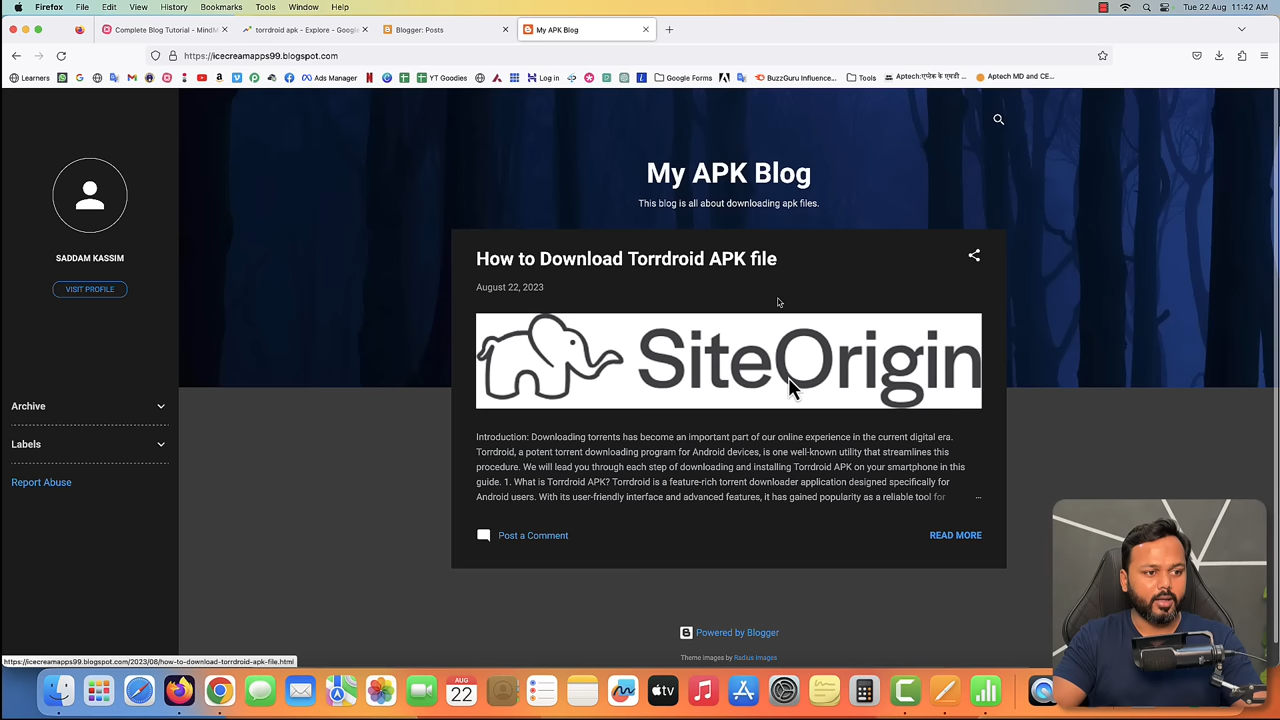 Firefox File Edit View History Bookmarks Tools Window Help Tue 22 Aug 11:42 AM
Complete Blog Tutorial - MindM torrdroid apk - Explore - Google Blogger: Posts My APK Blog
https://icecreamapps99.blogspot.com
Learners Ads Manager YT Goodies Log in Google Forms BuzzGuru Influence... Tools Aptech:एप्टेक के एमडी ... Aptech MD and CE...
My APK Blog
This blog is all about downloading apk files.
SADDAM KASSIM
VISIT PROFILE
How to Download Torrdroid APK file
August 22, 2023
SiteOrigin
Archive
Labels
Report Abuse
Introduction: Downloading torrents has become an important part of our online experience in the current digital era.
Torrdroid, a potent torrent downloading program for Android devices, is one well-known utility that streamlines this
procedure. We will lead you through each step of downloading and installing Torrdroid APK on your smartphone in this
guide. 1. What is Torrdroid APK? Torrdroid is a feature-rich torrent downloader application designed specifically for
Android users. With its user-friendly interface and advanced features, it has gained popularity as a reliable tool for ...
Post a Comment READ MORE
Powered by Blogger
Theme images by Radius Images
https://icecreamapps99.blogspot.com/2023/08/how-to-download-torrdroid-apk-file.html
AUG
22
tv